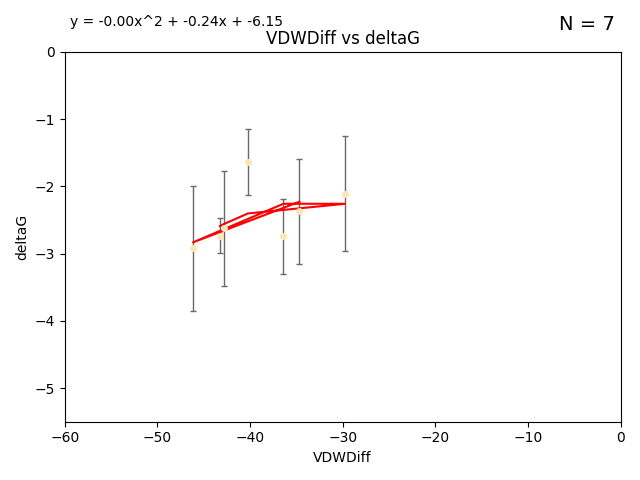 y = -0.00x^2 + -0.24x + -6.15
N = 7
VDWDiff vs deltaG
0
−1
−2
−3
−4
−5
deltaG
−60 −50 −40 −30 −20 −10 0
VDWDiff